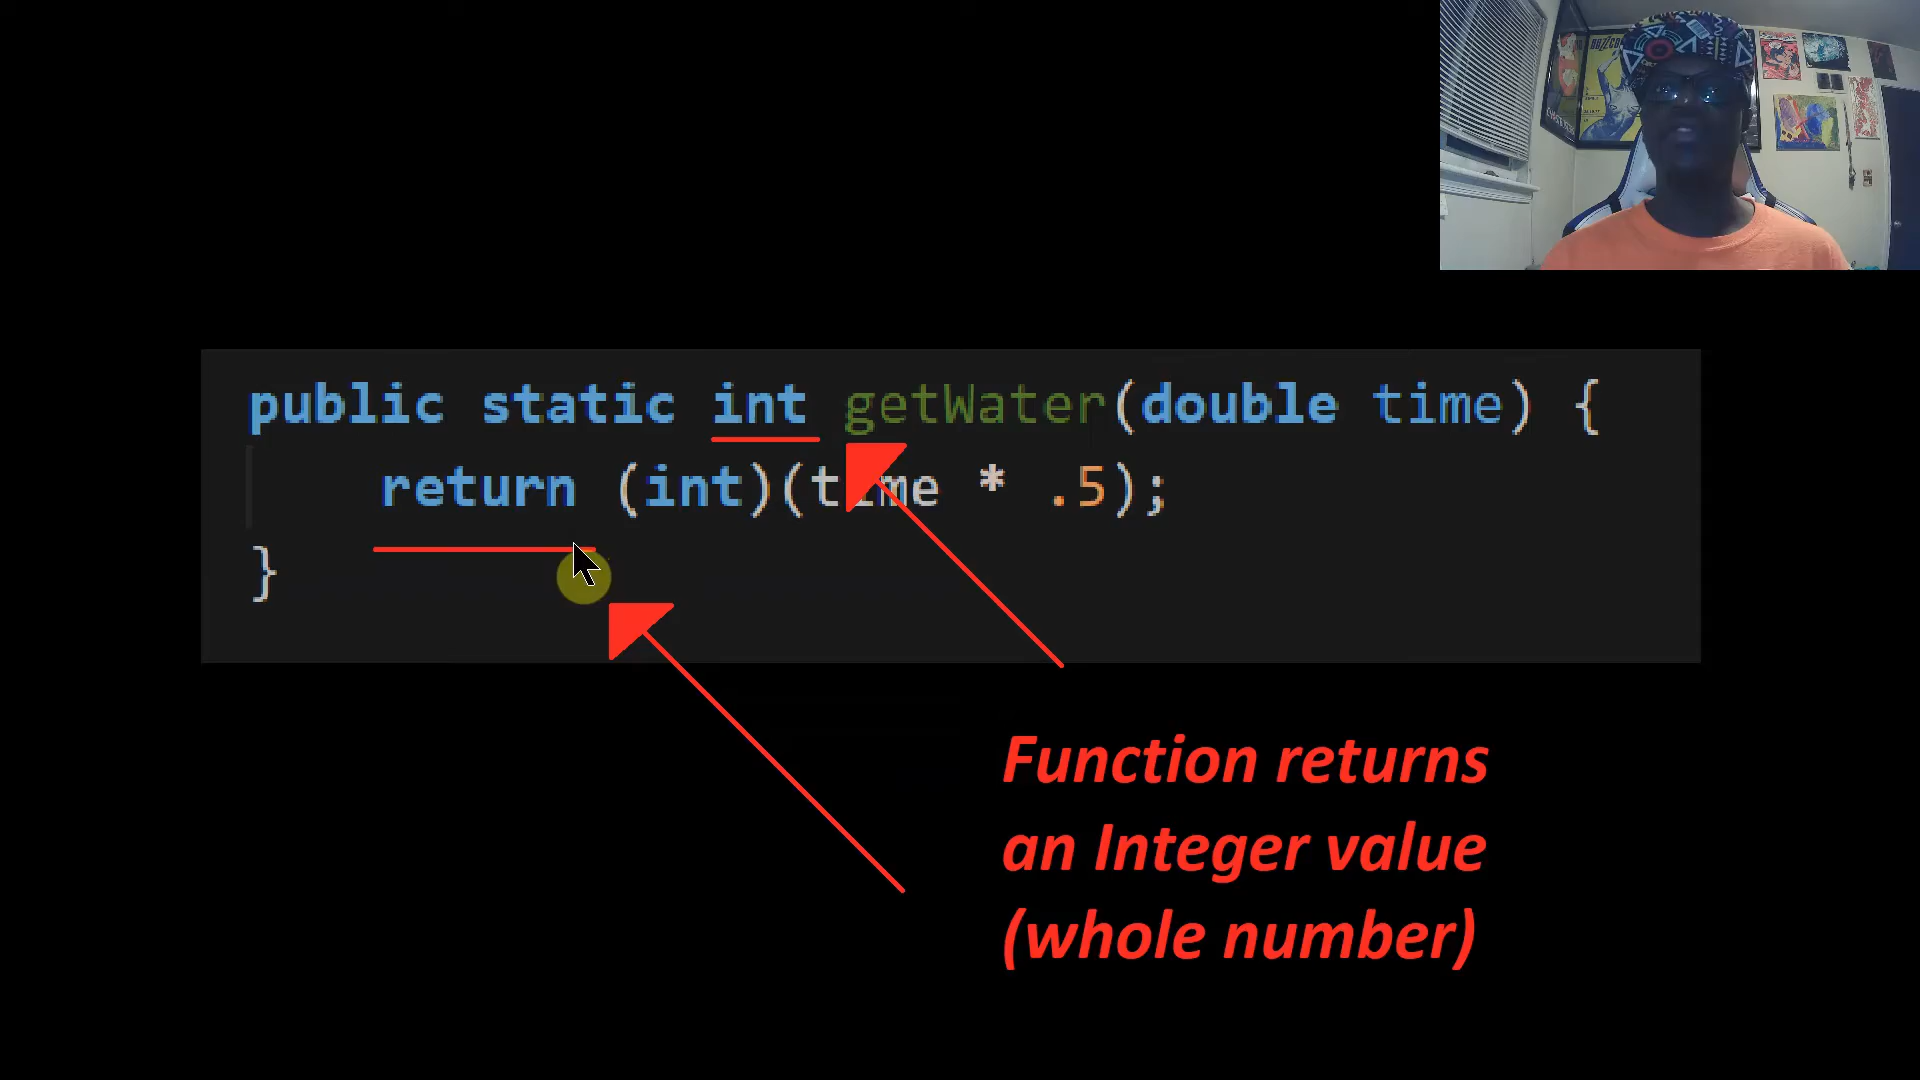 public static int getWater(double time) {
return (int)(time * .5);
}
Function returns
an Integer value
(whole number)